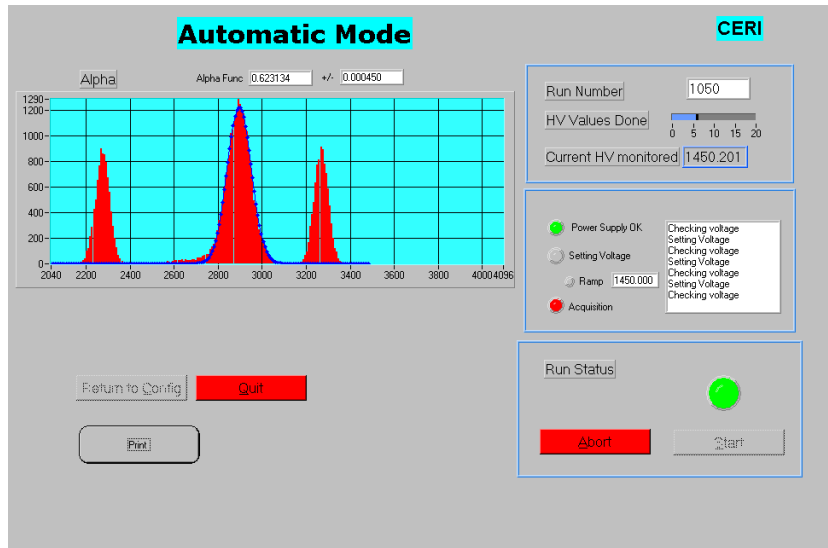 Automatic Mode
CERI
Alpha
Alpha Func 0.623134 +/- 0.000450
1290
1200
1000
800
600
400
200
0
2040 2200 2400 2600 2800 3000 3200 3400 3600 3800 4000 4096
Run Number 1050
HV Values Done
0 5 10 15 20
Current HV monitored 1450.201
Power Supply OK
Setting Voltage
Ramp 1450.000
Acquisition
Checking voltage
Setting Voltage
Checking voltage
Setting Voltage
Checking voltage
Setting Voltage
Checking voltage
Return to Config
Quit
Print
Run Status
Abort
Start